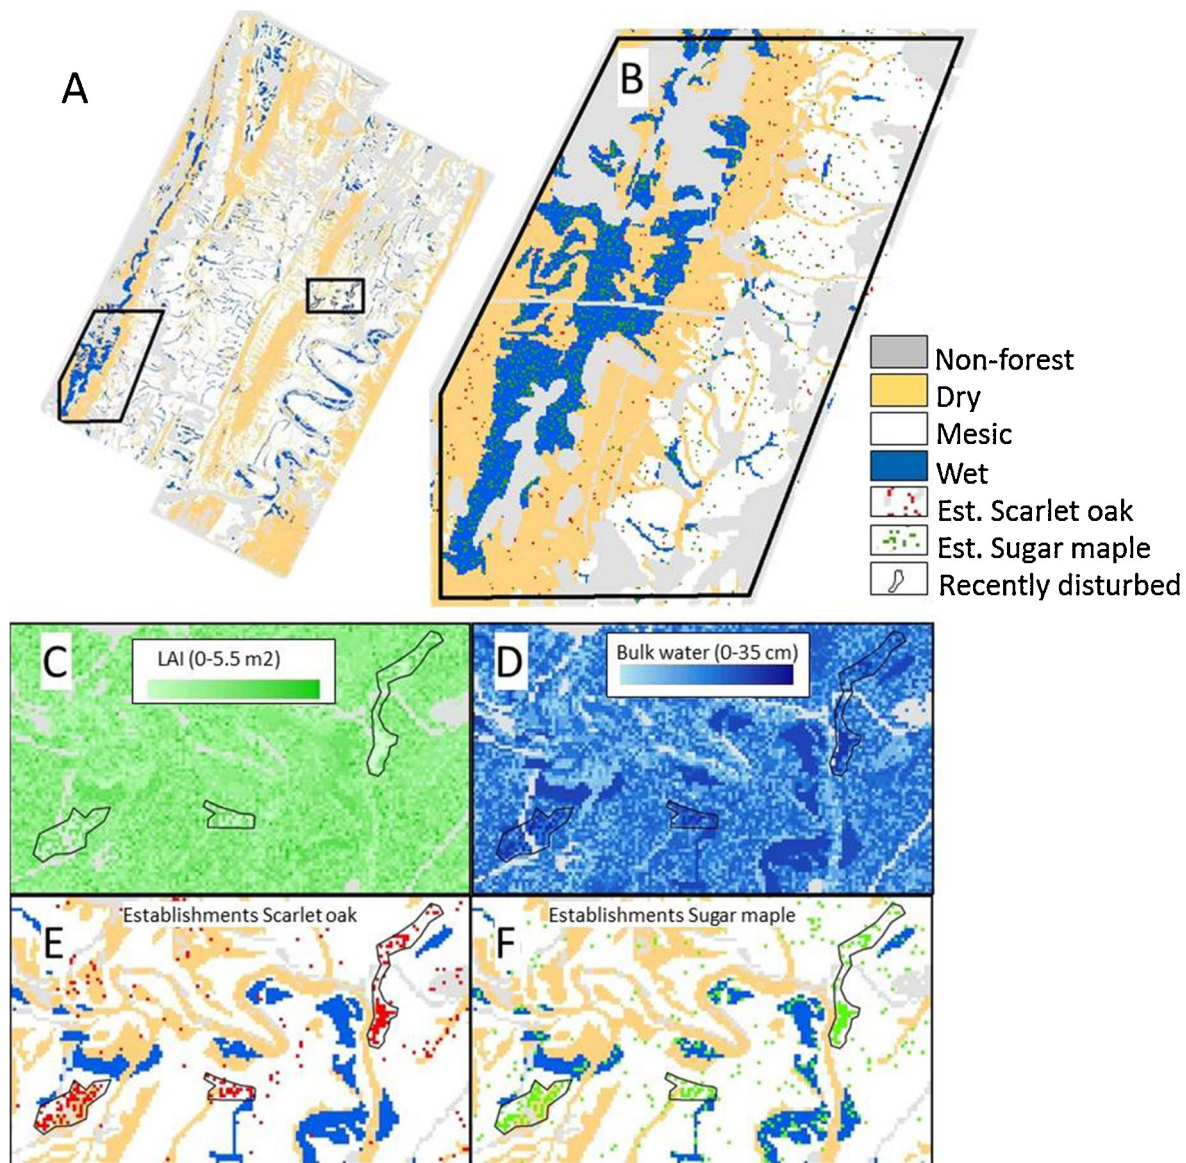 A
B
Non-forest
Dry
Mesic
Wet
Est. Scarlet oak
Est. Sugar maple
Recently disturbed
C
LAI (0-5.5 m2)
D
Bulk water (0-35 cm)
E
Establishments Scarlet oak
F
Establishments Sugar maple